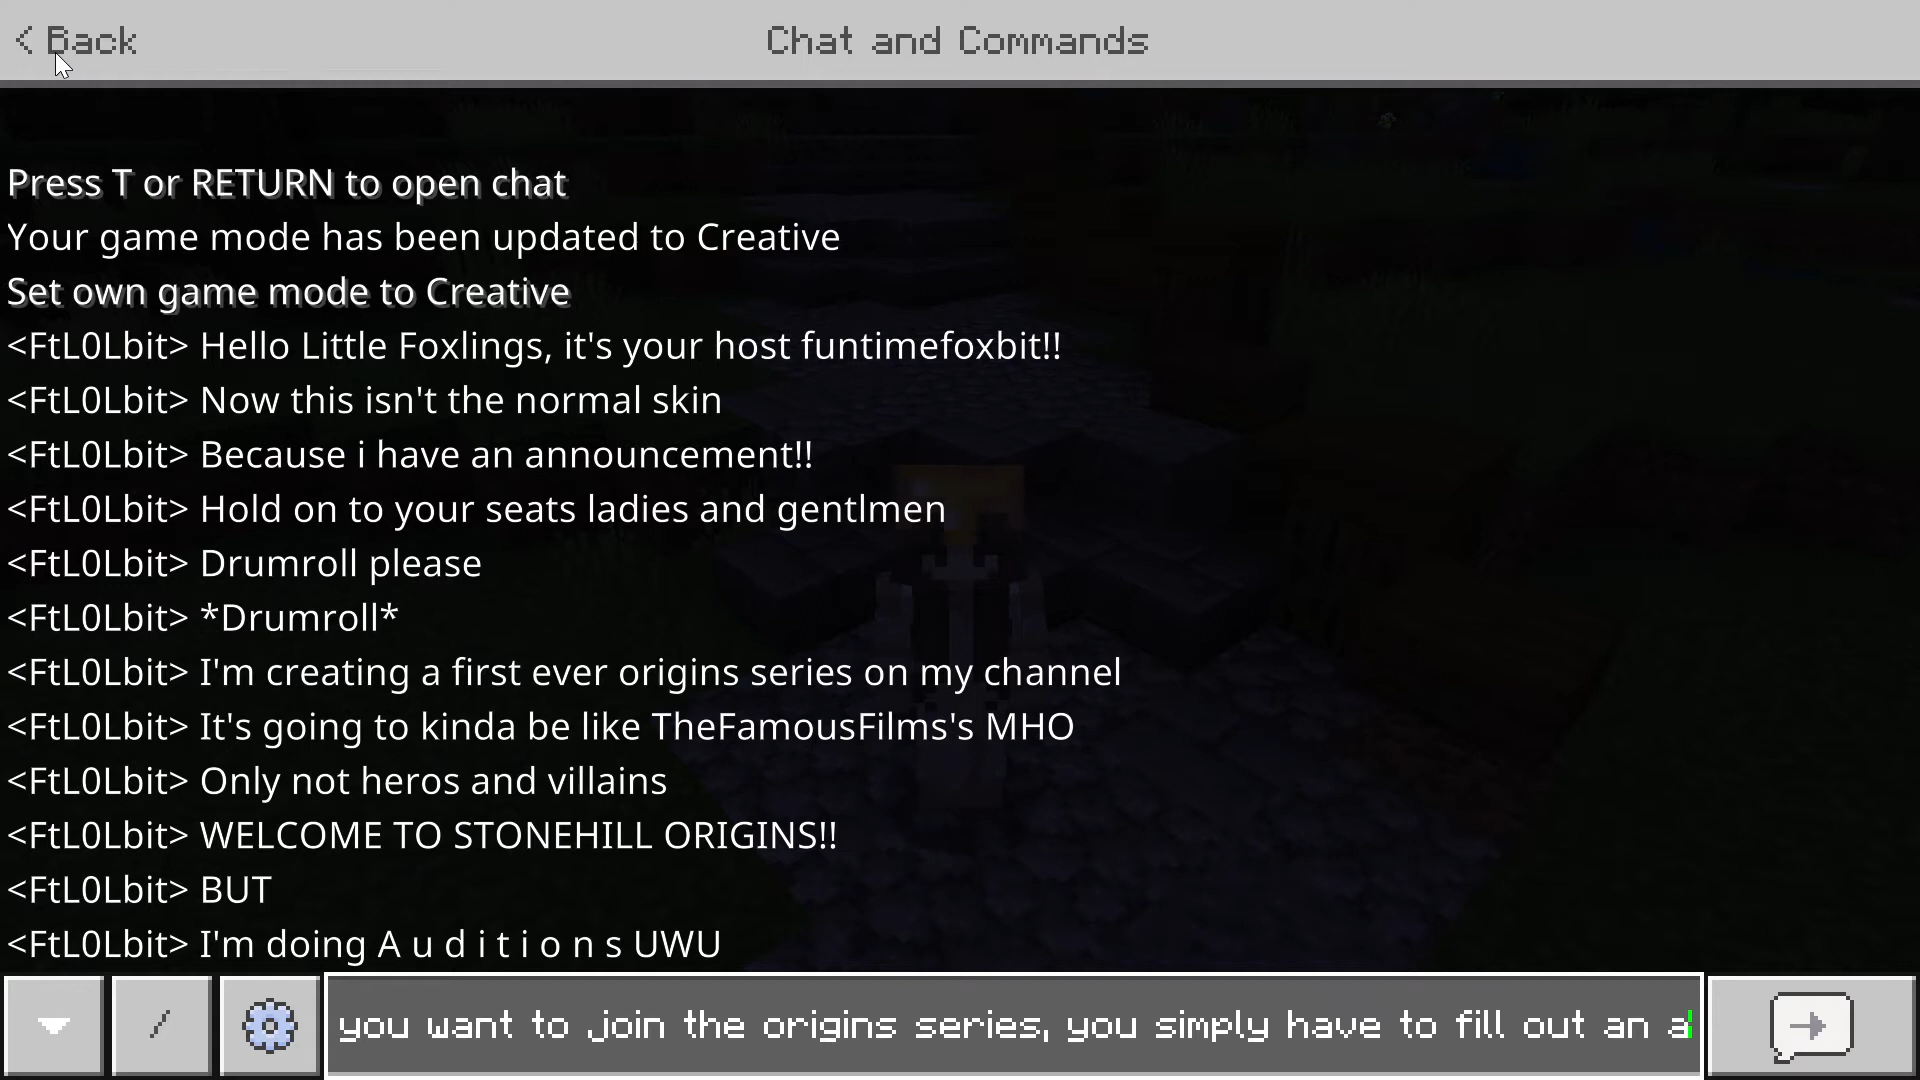 < Back
Chat and Commands
Press T or RETURN to open chat
Your game mode has been updated to Creative
Set own game mode to Creative
<FtL0Lbit> Hello Little Foxlings, it's your host funtimefoxbit!!
<FtL0Lbit> Now this isn't the normal skin
<FtL0Lbit> Because i have an announcement!!
<FtL0Lbit> Hold on to your seats ladies and gentlmen
<FtL0Lbit> Drumroll please
<FtL0Lbit> *Drumroll*
<FtL0Lbit> I'm creating a first ever origins series on my channel
<FtL0Lbit> It's going to kinda be like TheFamousFilms's MHO
<FtL0Lbit> Only not heros and villains
<FtL0Lbit> WELCOME TO STONEHILL ORIGINS!!
<FtL0Lbit> BUT
<FtL0Lbit> I'm doing A u d i t i o n s UWU
/
you want to join the origins series, you simply have to fill out an a